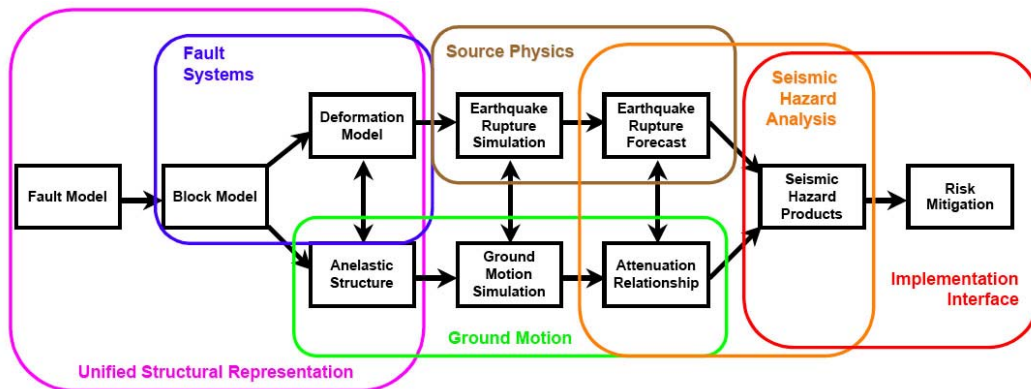 Fault
Systems
Source Physics
Seismic
Hazard
Analysis
Deformation
Model
Earthquake
Rupture
Simulation
Earthquake
Rupture
Forecast
Fault Model
Block Model
Seismic
Hazard
Products
Risk
Mitigation
Anelastic
Structure
Ground
Motion
Simulation
Attenuation
Relationship
Implementation
Interface
Ground Motion
Unified Structural Representation